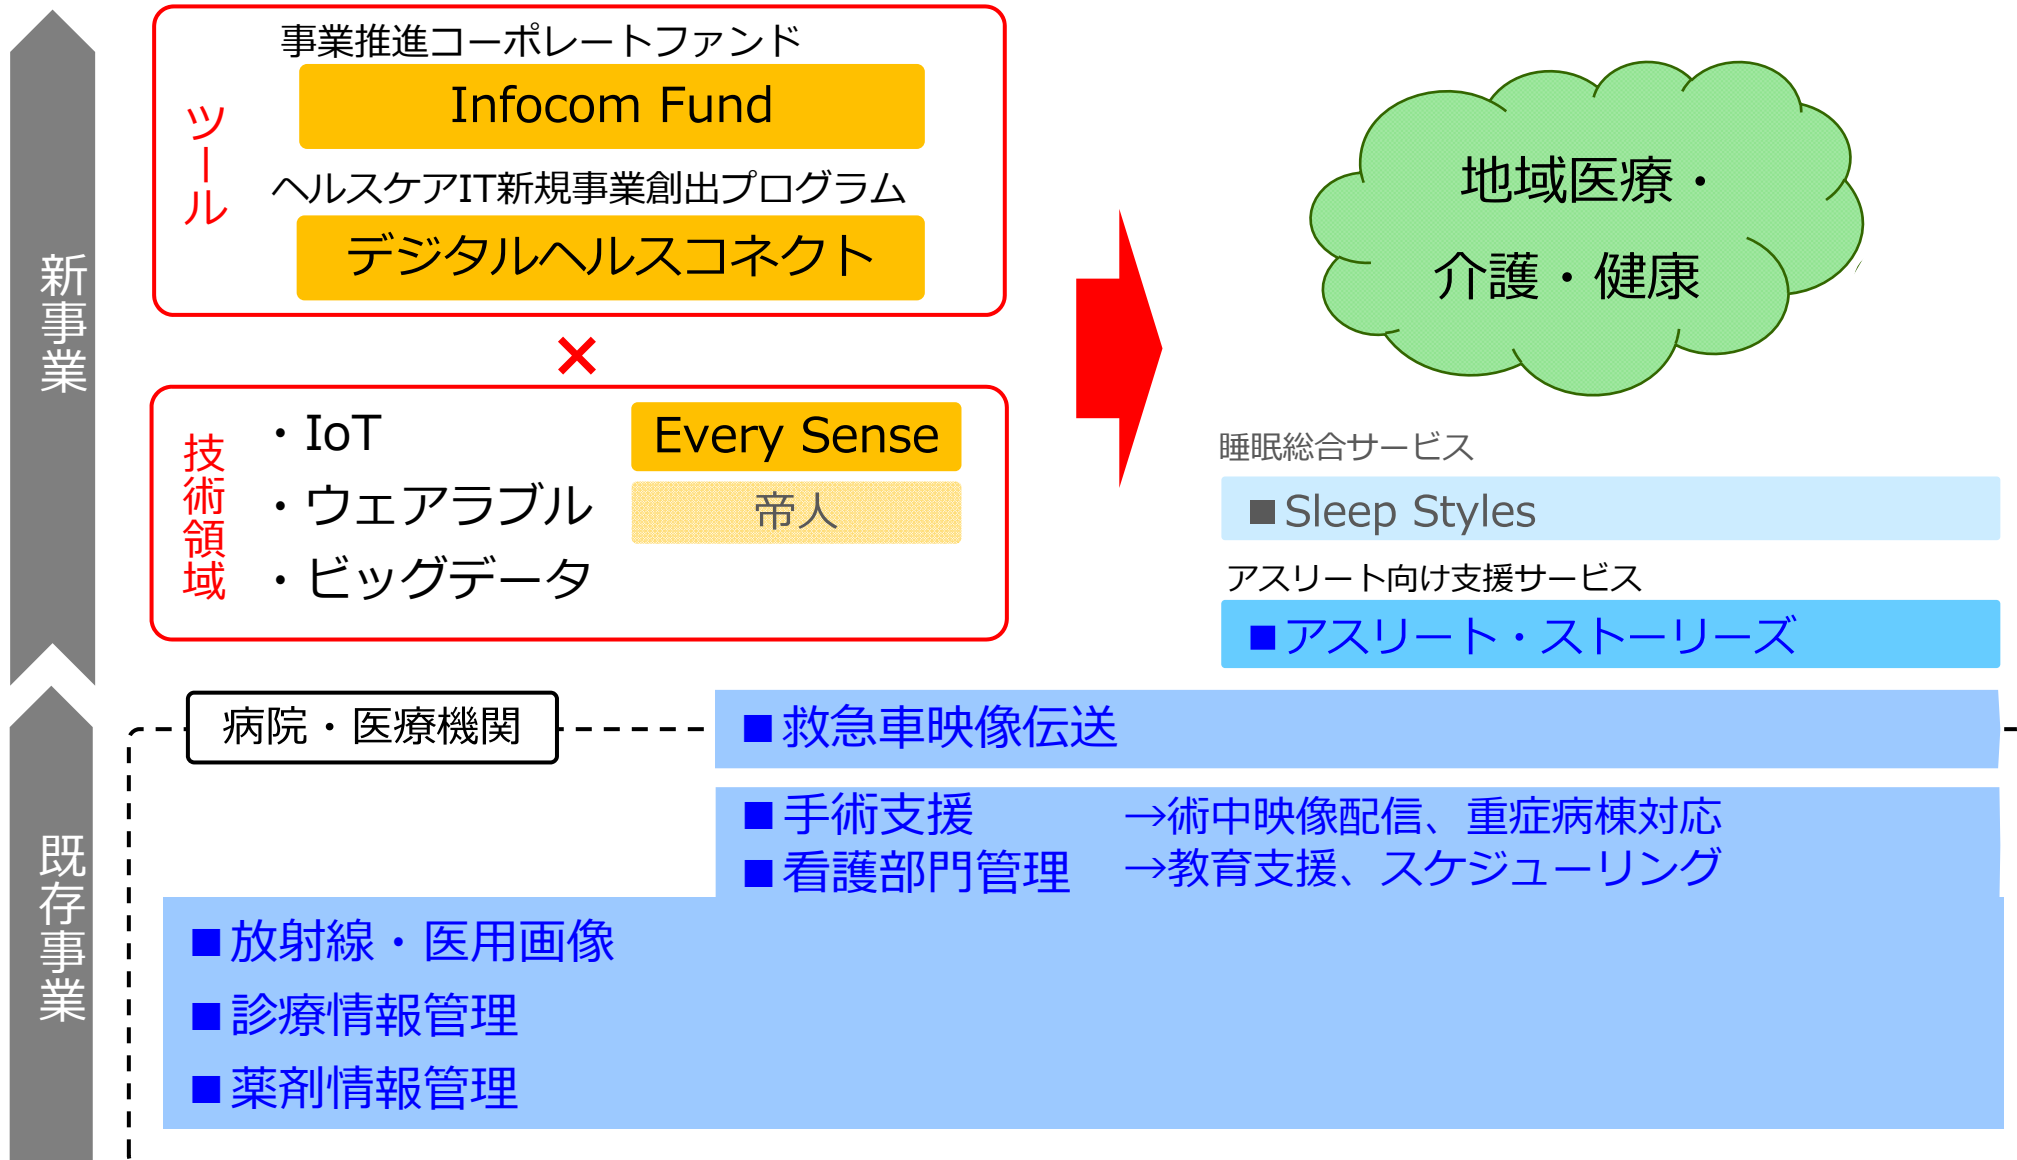 新事業
ツール
事業推進コーポレートファンド
Infocom Fund
ヘルスケアIT新規事業創出プログラム
デジタルヘルスコネクト
×
技術領域
・IoT
・ウェアラブル
・ビッグデータ
Every Sense
帝人
地域医療・
介護・健康
睡眠総合サービス
■Sleep Styles
アスリート向け支援サービス
■アスリート・ストーリーズ
既存事業
病院・医療機関
■救急車映像伝送
■手術支援 →術中映像配信、重症病棟対応
■看護部門管理 →教育支援、スケジューリング
■放射線・医用画像
■診療情報管理
■薬剤情報管理